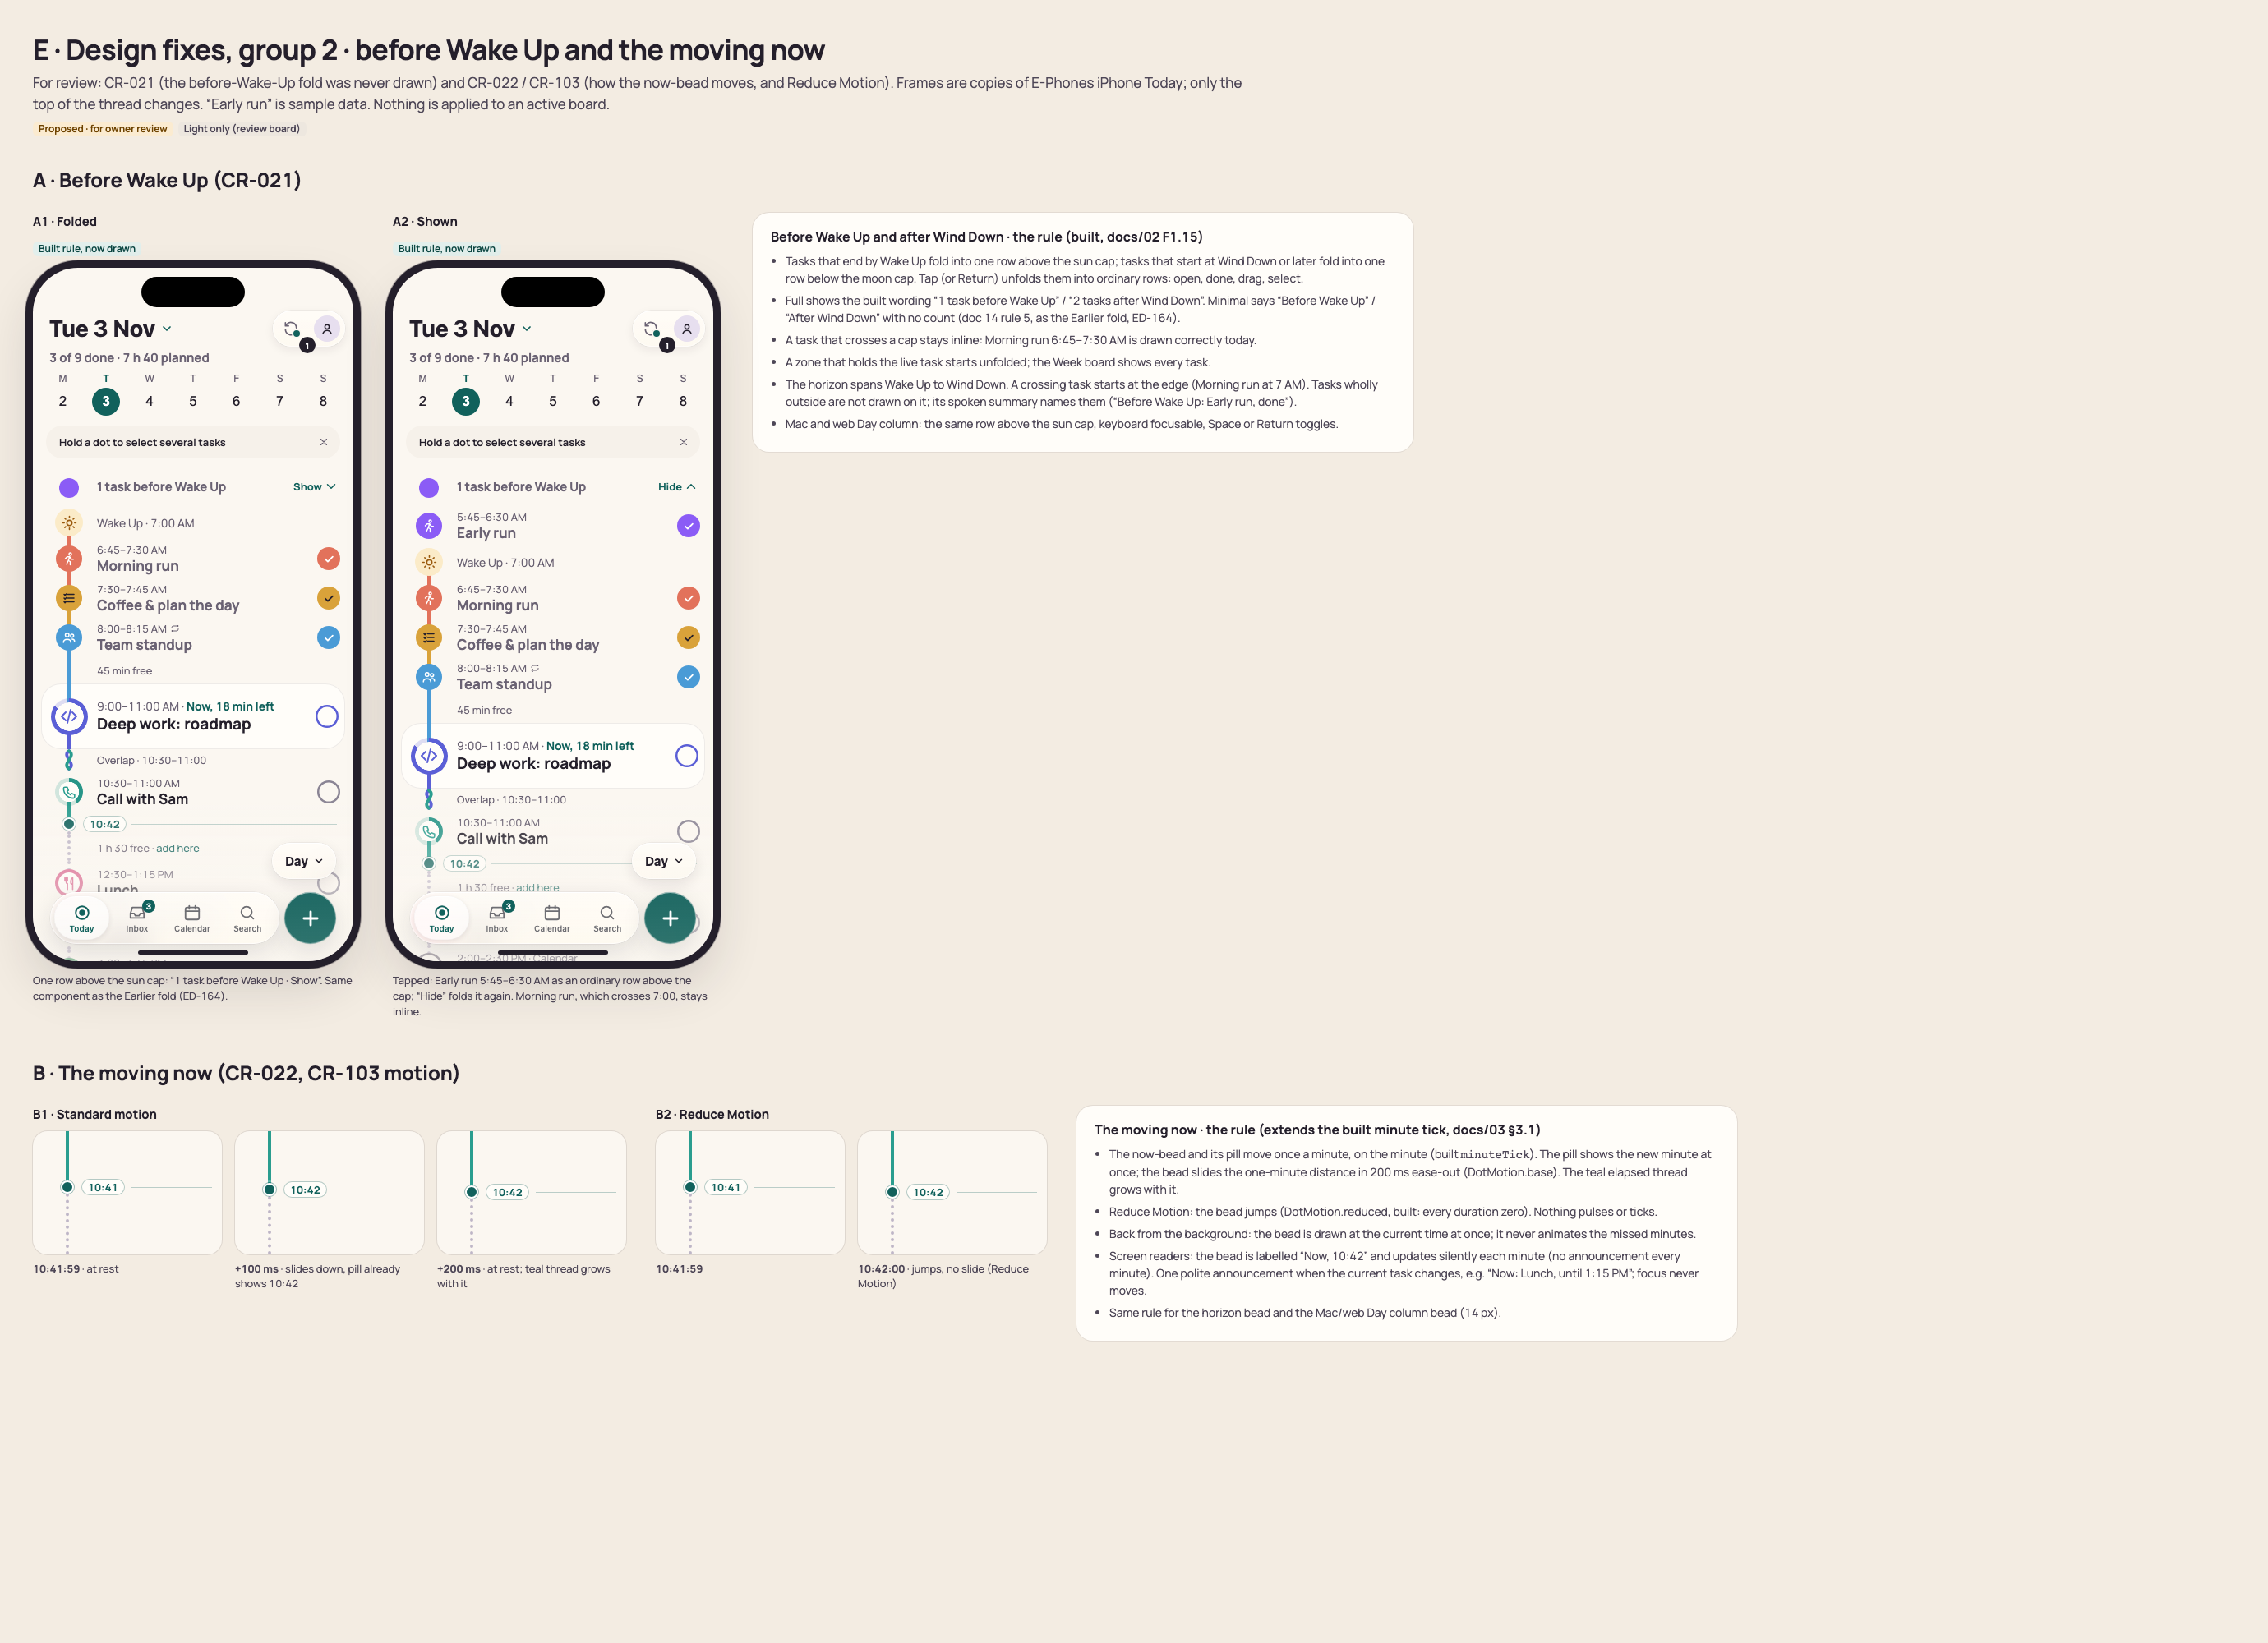 E · Design fixes, group 2 · before Wake Up and the moving now
For review: CR-021 (the before-Wake-Up fold was never drawn) and CR-022 / CR-103 (how the now-bead moves, and Reduce Motion). Frames are copies of E-Phones iPhone Today; only the
top of the thread changes. “Early run” is sample data. Nothing is applied to an active board.
Proposed · for owner review
Light only (review board)
A · Before Wake Up (CR-021)
A1 · Folded
Built rule, now drawn
Tue 3 Nov
1
3 of 9 done · 7 h 40 planned
M T W T F S S
2 3 4 5 6 7 8
Hold a dot to select several tasks
1 task before Wake Up
Show
Wake Up · 7:00 AM
6:45–7:30 AM
Morning run
7:30–7:45 AM
Coffee & plan the day
8:00–8:15 AM
Team standup
45 min free
9:00–11:00 AM · Now, 18 min left
Deep work: roadmap
Overlap · 10:30–11:00
10:30–11:00 AM
Call with Sam
10:42
1 h 30 free · add here
Day
12:30–1:15 PM
Lunch
3
Today
Inbox
Calendar
Search
One row above the sun cap: “1 task before Wake Up · Show”. Same
component as the Earlier fold (ED-164).
A2 · Shown
Built rule, now drawn
Tue 3 Nov
1
3 of 9 done · 7 h 40 planned
M T W T F S S
2 3 4 5 6 7 8
Hold a dot to select several tasks
1 task before Wake Up
Hide
5:45–6:30 AM
Early run
Wake Up · 7:00 AM
6:45–7:30 AM
Morning run
7:30–7:45 AM
Coffee & plan the day
8:00–8:15 AM
Team standup
45 min free
9:00–11:00 AM · Now, 18 min left
Deep work: roadmap
Overlap · 10:30–11:00
10:30–11:00 AM
Call with Sam
10:42
Day
1 h 30 free · add here
3
Today
Inbox
Calendar
Search
2:00–2:30 PM · Calendar
Tapped: Early run 5:45–6:30 AM as an ordinary row above the
cap; “Hide” folds it again. Morning run, which crosses 7:00, stays
inline.
Before Wake Up and after Wind Down · the rule (built, docs/02 F1.15)
• Tasks that end by Wake Up fold into one row above the sun cap; tasks that start at Wind Down or later fold into one
row below the moon cap. Tap (or Return) unfolds them into ordinary rows: open, done, drag, select.
• Full shows the built wording “1 task before Wake Up” / “2 tasks after Wind Down”. Minimal says “Before Wake Up” /
“After Wind Down” with no count (doc 14 rule 5, as the Earlier fold, ED-164).
• A task that crosses a cap stays inline: Morning run 6:45–7:30 AM is drawn correctly today.
• A zone that holds the live task starts unfolded; the Week board shows every task.
• The horizon spans Wake Up to Wind Down. A crossing task starts at the edge (Morning run at 7 AM). Tasks wholly
outside are not drawn on it; its spoken summary names them (“Before Wake Up: Early run, done”).
• Mac and web Day column: the same row above the sun cap, keyboard focusable, Space or Return toggles.
B · The moving now (CR-022, CR-103 motion)
B1 · Standard motion
10:41
10:41:59 · at rest
10:42
+100 ms · slides down, pill already
shows 10:42
10:42
+200 ms · at rest; teal thread grows
with it
B2 · Reduce Motion
10:41
10:41:59
10:42
10:42:00 · jumps, no slide (Reduce
Motion)
The moving now · the rule (extends the built minute tick, docs/03 §3.1)
• The now-bead and its pill move once a minute, on the minute (built minuteTick). The pill shows the new minute at
once; the bead slides the one-minute distance in 200 ms ease-out (DotMotion.base). The teal elapsed thread
grows with it.
• Reduce Motion: the bead jumps (DotMotion.reduced, built: every duration zero). Nothing pulses or ticks.
• Back from the background: the bead is drawn at the current time at once; it never animates the missed minutes.
• Screen readers: the bead is labelled “Now, 10:42” and updates silently each minute (no announcement every
minute). One polite announcement when the current task changes, e.g. “Now: Lunch, until 1:15 PM”; focus never
moves.
• Same rule for the horizon bead and the Mac/web Day column bead (14 px).